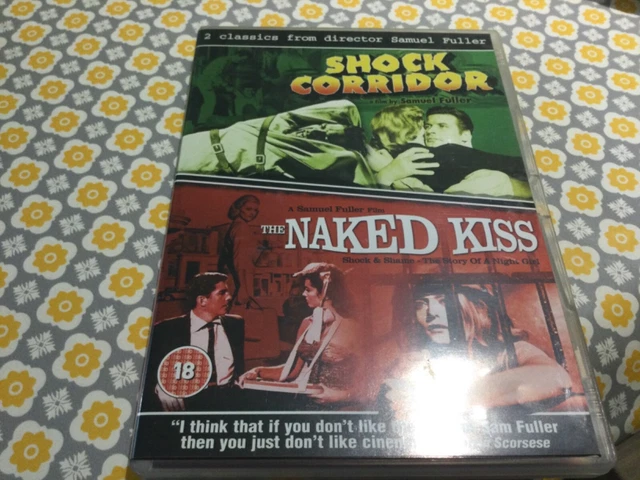 2 classics from director Samuel Fuller
SHOCK
CORRIDOR
a film by Samuel Fuller
A Samuel Fuller Film
THE NAKED KISS
Shock & Shame - The Story Of A Night Girl
18
"I think that if you don't like Sam Fuller
then you just don't like Scorsese